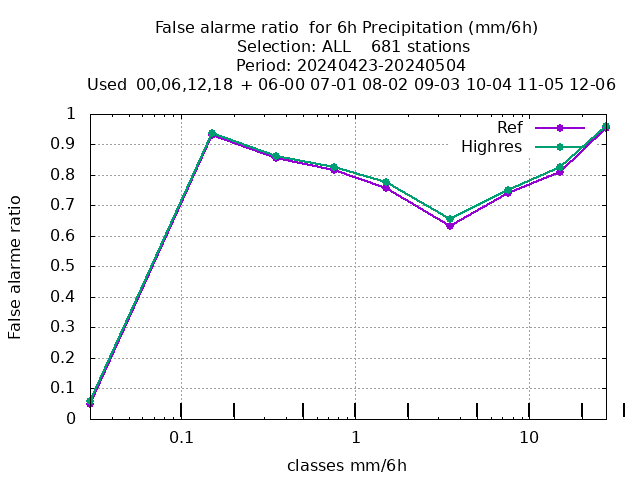 False alarme ratio  for 6h Precipitation (mm/6h)
Selection: ALL    681 stations
Period: 20240423-20240504
Used  00,06,12,18  + 06-00 07-01 08-02 09-03 10-04 11-05 12-06
1
0.9
0.8
0.7
0.6
0.5
0.4
0.3
0.2
0.1
0
False alarme ratio
Ref
Highres
0.1
1
10
classes mm/6h